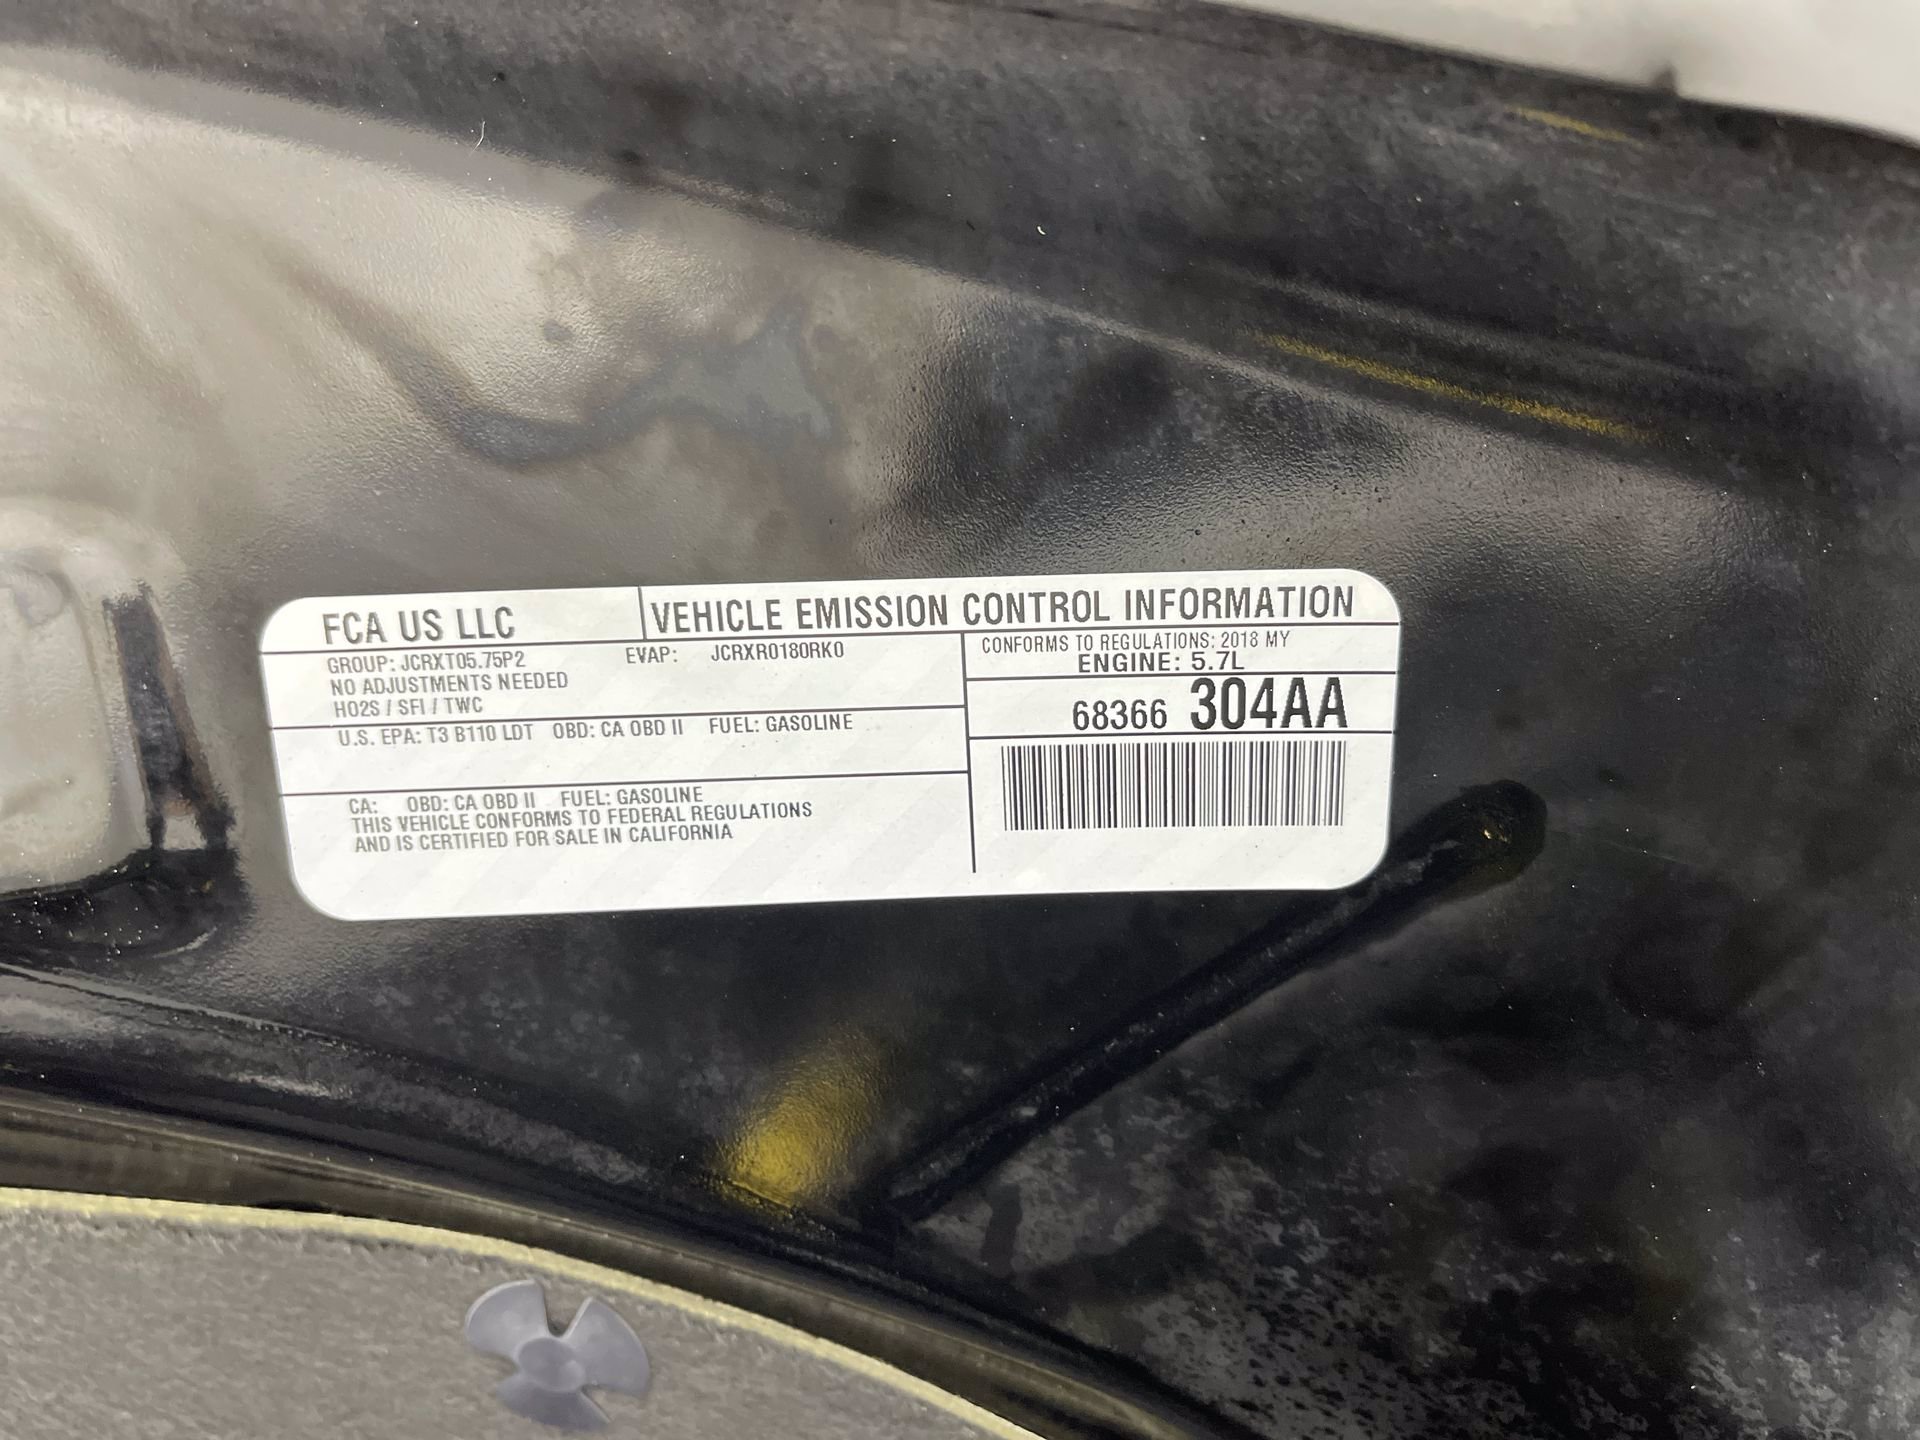 FCA US LLC
VEHICLE EMISSION CONTROL INFORMATION
GROUP: JCRXT05.75P2 EVAP: JCRXR0180RK0
NO ADJUSTMENTS NEEDED
HO2S / SFI / TWC
CONFORMS TO REGULATIONS: 2018 MY
ENGINE: 5.7L
68366 304AA
U.S. EPA: T3 B110 LDT OBD: CA OBD II FUEL: GASOLINE
CA: OBD: CA OBD II FUEL: GASOLINE
THIS VEHICLE CONFORMS TO FEDERAL REGULATIONS
AND IS CERTIFIED FOR SALE IN CALIFORNIA